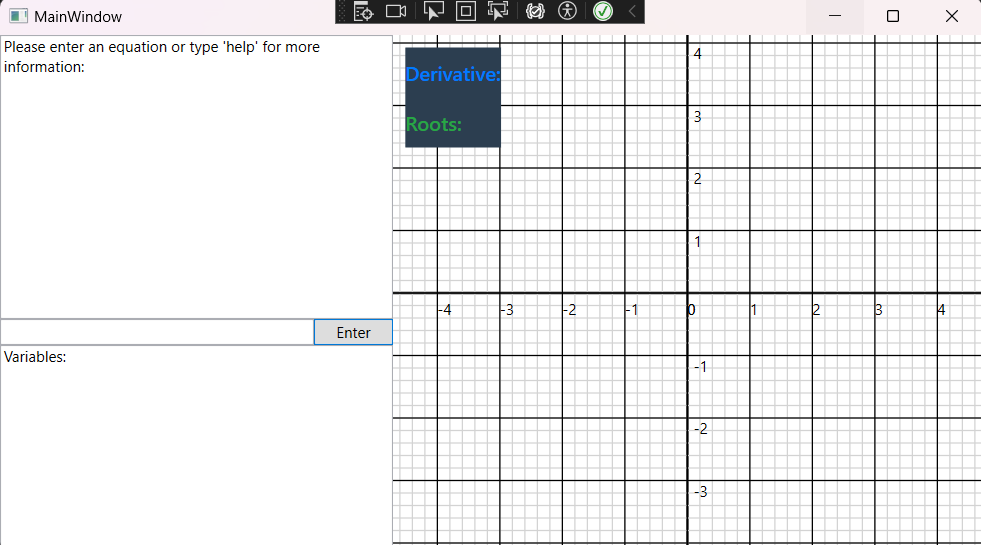 MainWindow
Please enter an equation or type 'help' for more
information:
Enter
Variables:
Derivative:
Roots:
4
3
2
1
-4 -3 -2 -1 0 1 2 3 4
-1
-2
-3